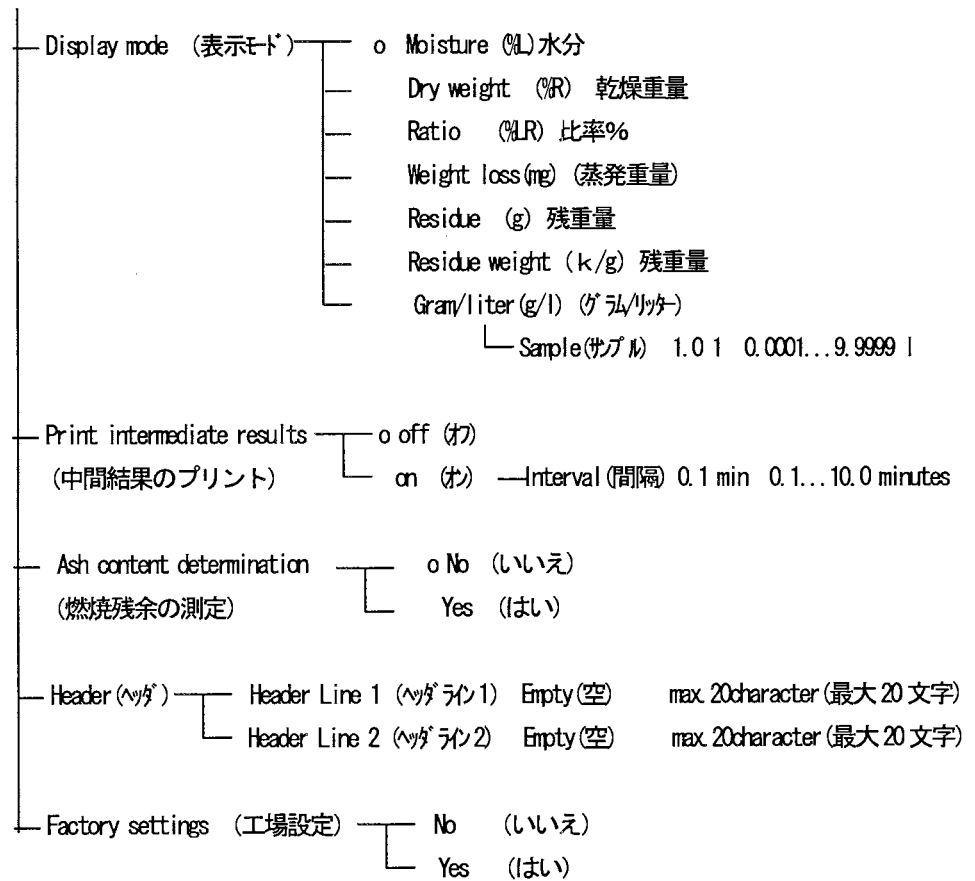 Display mode (表示ﾓｰﾄﾞ) o Moisture (%L) 水分
Dry weight (%R) 乾燥重量
Ratio (%LR) 比率%
Weight loss(mg) (蒸発重量)
Residue (g) 残重量
Residue weight (k/g) 残重量
Gram/liter(g/l) (ｸﾞﾗﾑ/ﾘｯﾀｰ)
Sample(ｻﾝﾌﾟﾙ) 1.0 1 0.0001...9.9999 l
Print intermediate results o off (ｵﾌ)
(中間結果のプリント) on (ｵﾝ) Interval(間隔) 0.1 min 0.1...10.0 minutes
Ash content determination o No (いいえ)
(燃焼残余の測定) Yes (はい)
Header(ﾍｯﾀﾞ) Header Line 1 (ﾍｯﾀﾞﾗｲﾝ1) Empty(空) max.20character(最大20文字)
Header Line 2 (ﾍｯﾀﾞﾗｲﾝ2) Empty(空) max.20character(最大20文字)
Factory settings (工場設定) No (いいえ)
Yes (はい)